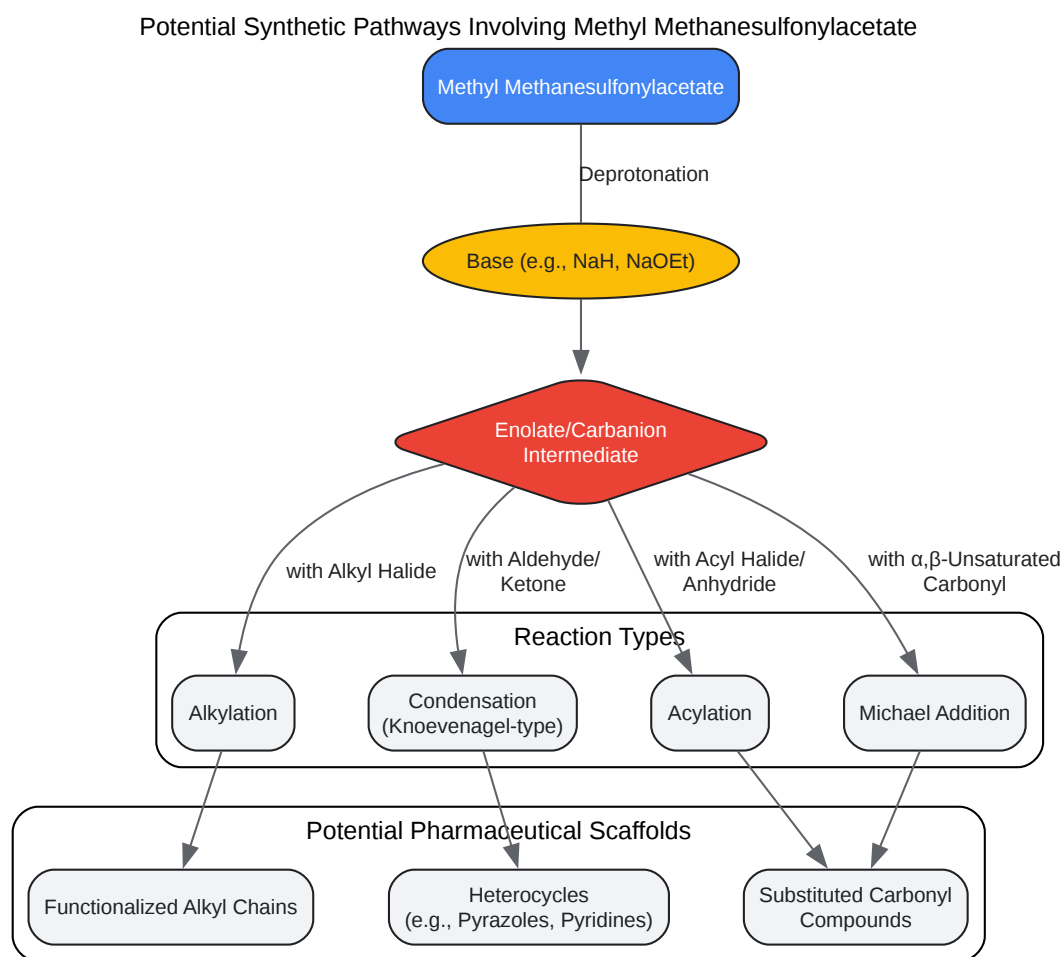 Potential Synthetic Pathways Involving Methyl Methanesulfonylacetate
Methyl Methanesulfonylacetate
Deprotonation
Base (e.g., NaH, NaOEt)
Enolate/Carbanion
Intermediate
with Alkyl Halide
with Aldehyde/
Ketone
with Acyl Halide/
Anhydride
with α,β-Unsaturated
Carbonyl
Reaction Types
Alkylation
Condensation
(Knoevenagel-type)
Acylation
Michael Addition
Potential Pharmaceutical Scaffolds
Functionalized Alkyl Chains
Heterocycles
(e.g., Pyrazoles, Pyridines)
Substituted Carbonyl
Compounds